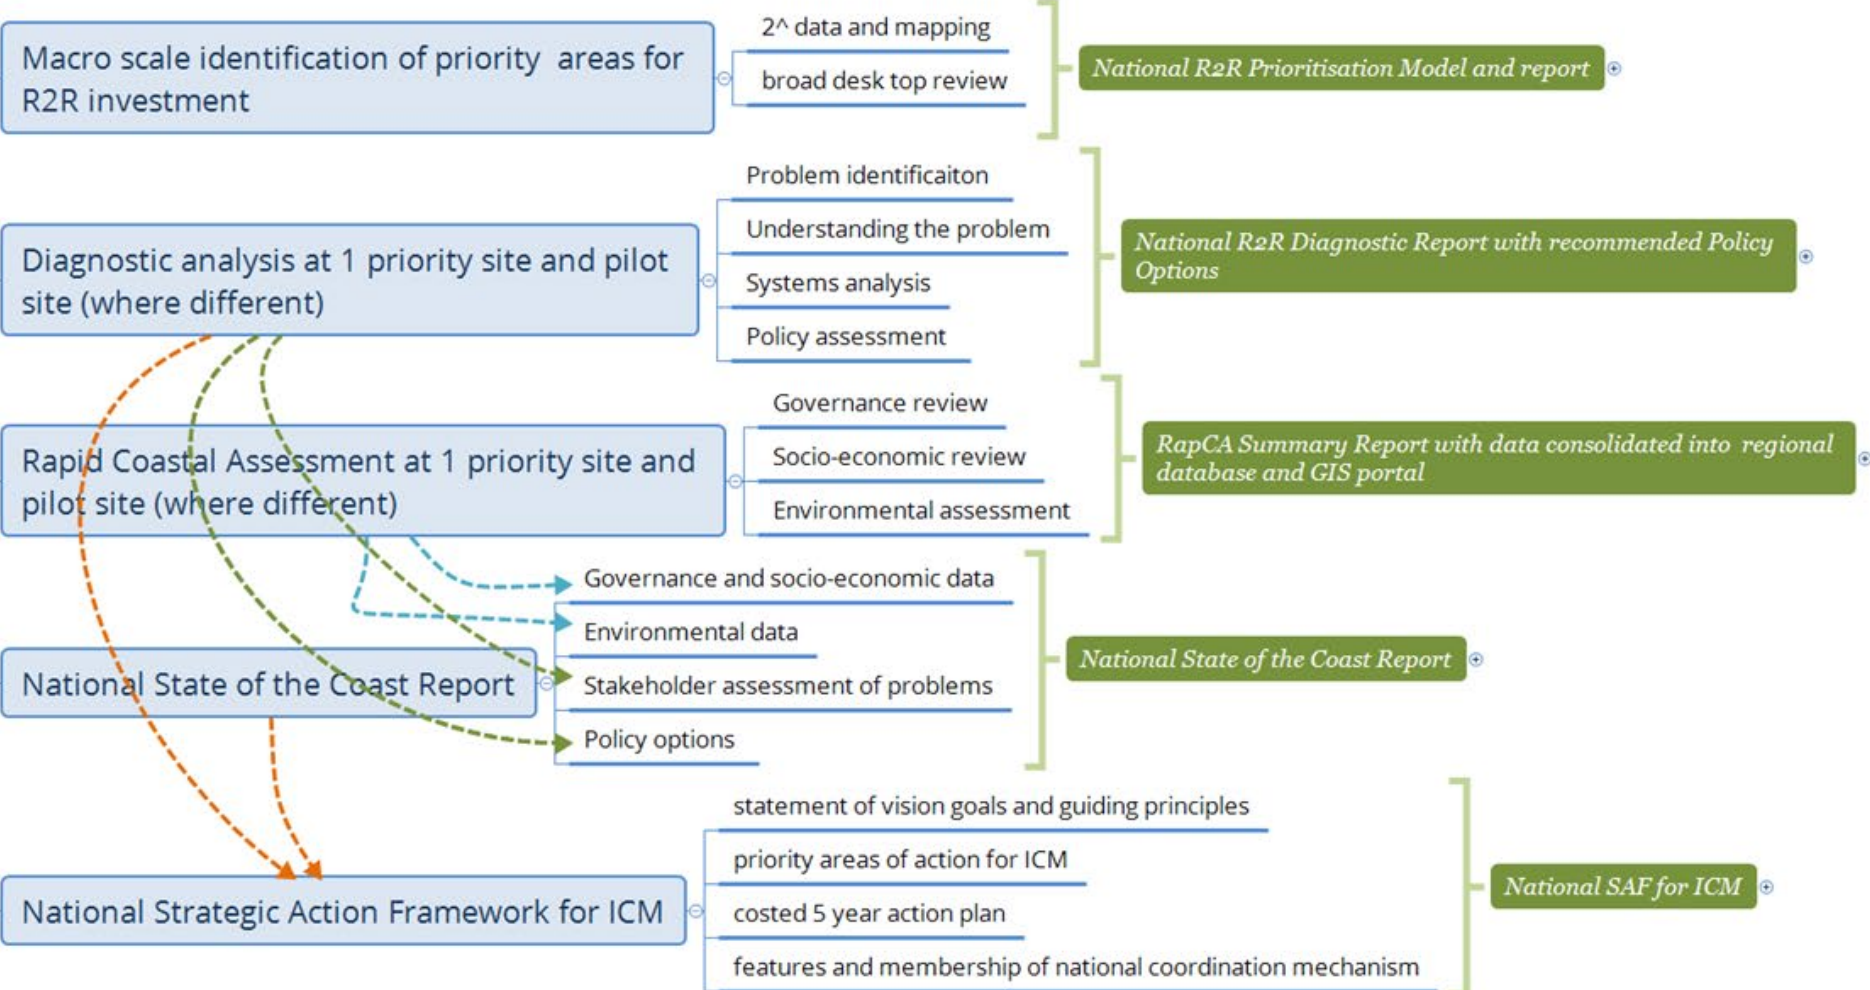 Macro scale identification of priority  areas for
R2R investment
2^ data and mapping
broad desk top review
National R2R Prioritisation Model and report
Diagnostic analysis at 1 priority site and pilot
site (where different)
Problem identificaiton
Understanding the problem
Systems analysis
Policy assessment
National R2R Diagnostic Report with recommended Policy
Options
Rapid Coastal Assessment at 1 priority site and
pilot site (where different)
Governance review
Socio-economic review
Environmental assessment
RapCA Summary Report with data consolidated into  regional
database and GIS portal
National State of the Coast Report
Governance and socio-economic data
Environmental data
Stakeholder assessment of problems
Policy options
National State of the Coast Report
National Strategic Action Framework for ICM
statement of vision goals and guiding principles
priority areas of action for ICM
costed 5 year action plan
features and membership of national coordination mechanism
National SAF for ICM